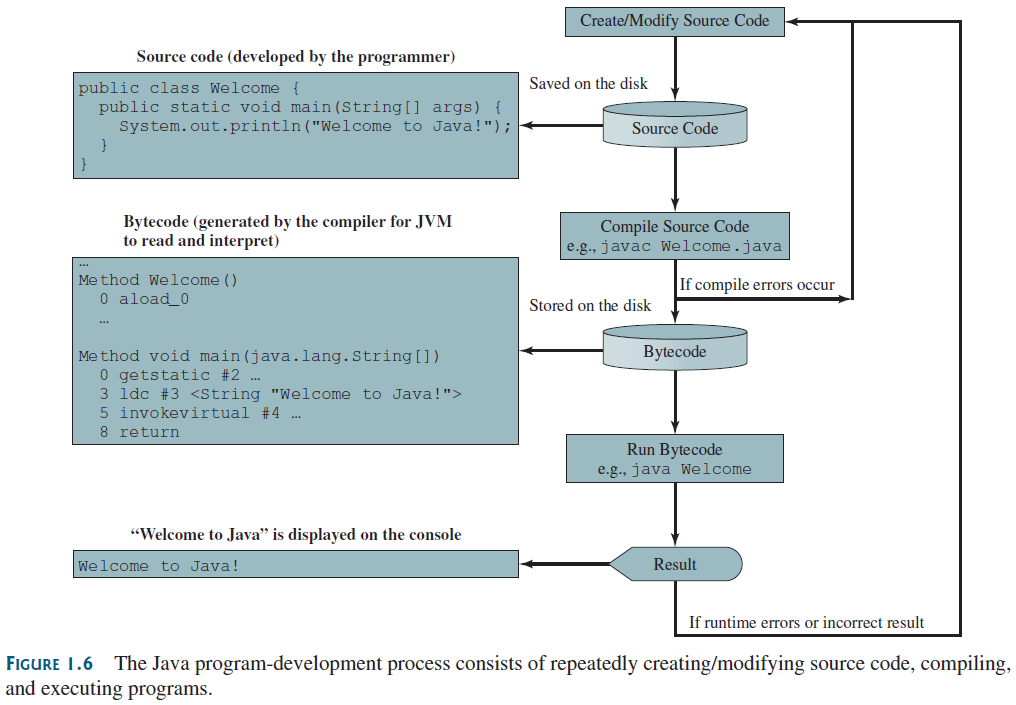 Create/Modify Source Code
Source code (developed by the programmer)
public class Welcome {
  public static void main(String[] args) {
    System.out.println("Welcome to Java!");
  }
}
Saved on the disk
Source Code
Bytecode (generated by the compiler for JVM
to read and interpret)
…
Method Welcome()
  0 aload_0
  …
Method void main(java.lang.String[])
  0 getstatic #2 …
  3 ldc #3 <String "Welcome to Java!">
  5 invokevirtual #4 …
  8 return
Compile Source Code
e.g., javac Welcome.java
If compile errors occur
Stored on the disk
Bytecode
Run Bytecode
e.g., java Welcome
“Welcome to Java” is displayed on the console
Welcome to Java!
Result
If runtime errors or incorrect result
FIGURE 1.6 The Java program-development process consists of repeatedly creating/modifying source code, compiling,
and executing programs.